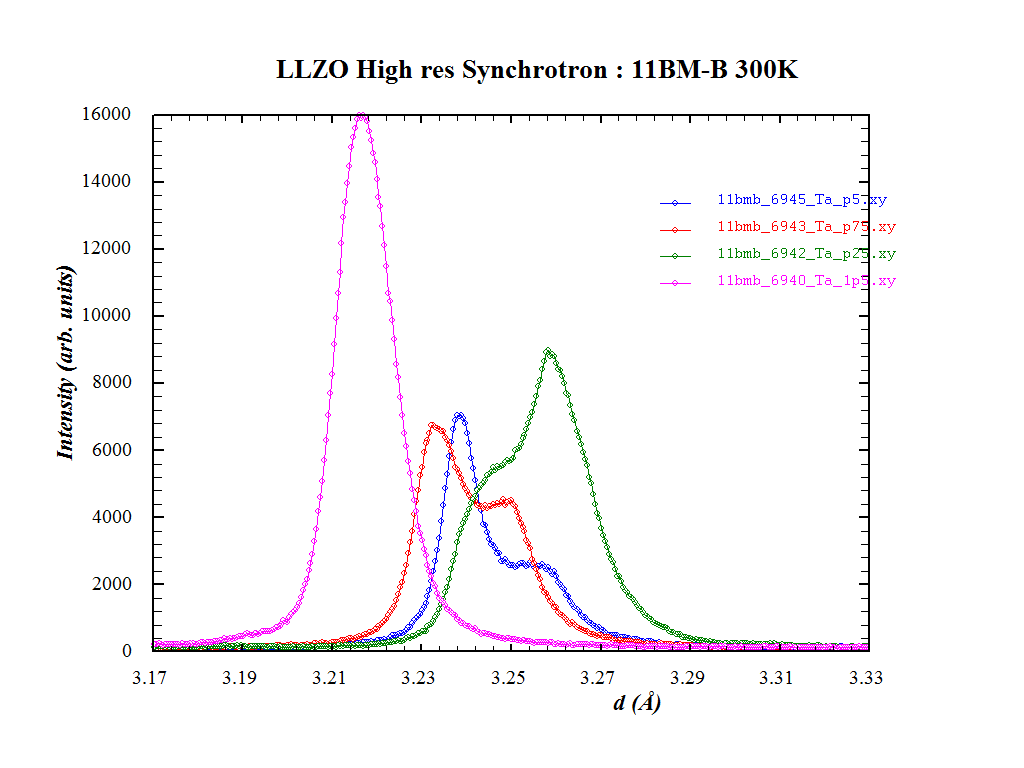 LLZO High res Synchrotron : 11BM-B 300K
16000
14000
12000
10000
8000
6000
4000
2000
0
Intensity (arb. units)
11bmb_6945_Ta_p5.xy
11bmb_6943_Ta_p75.xy
11bmb_6942_Ta_p25.xy
11bmb_6940_Ta_1p5.xy
3.17 3.19 3.21 3.23 3.25 3.27 3.29 3.31 3.33
d (Å)